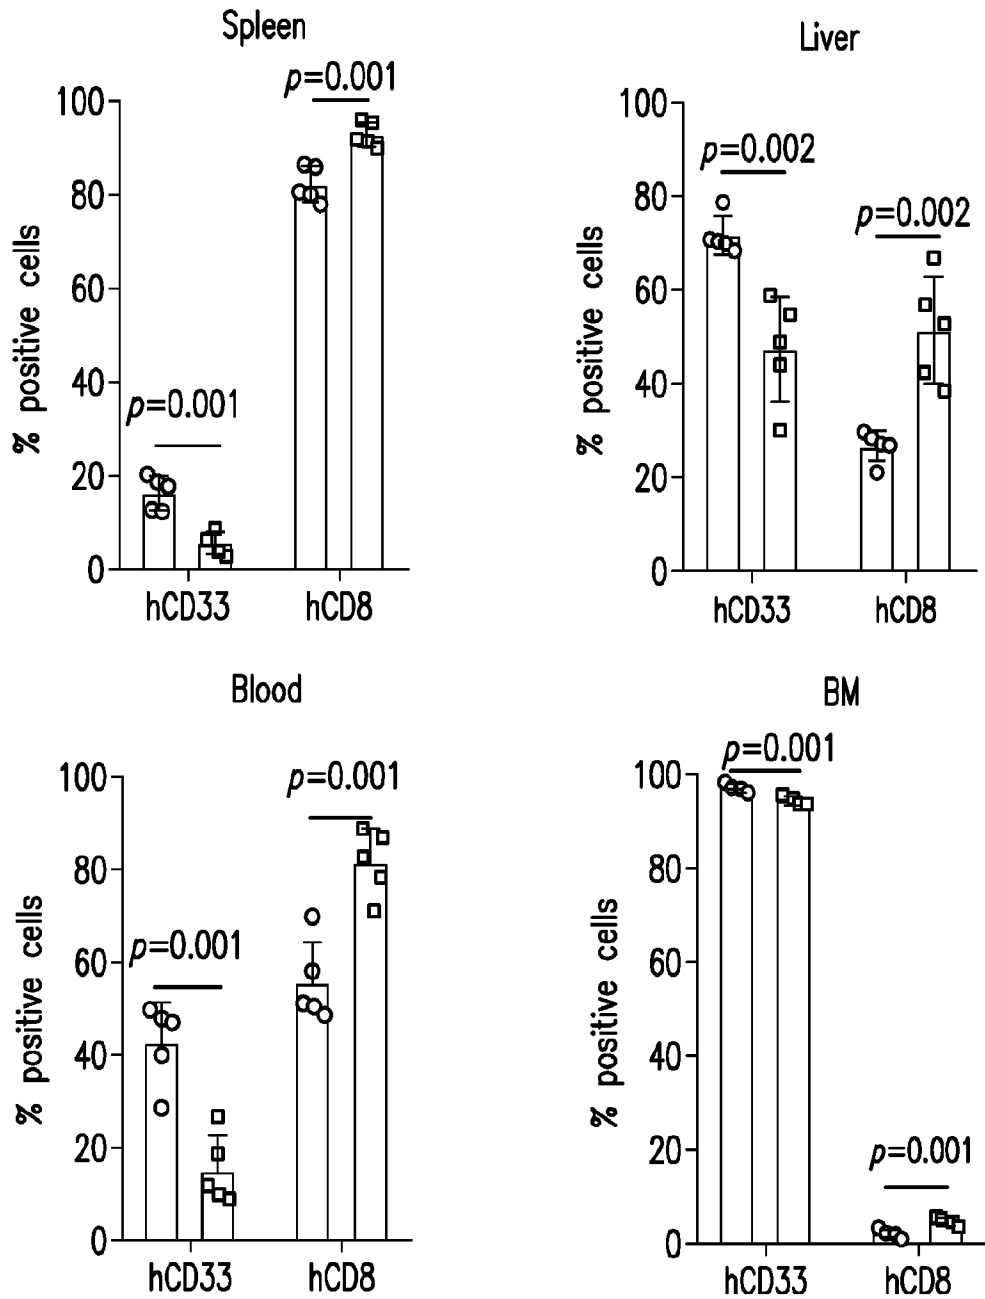 Spleen
p=0.001
100
80
60
40
20
0
% positive cells
p=0.001
hCD33
hCD8
Liver
100
80
60
40
20
0
% positive cells
p=0.002
p=0.002
hCD33
hCD8
Blood
100
80
60
40
20
0
% positive cells
p=0.001
p=0.001
hCD33
hCD8
BM
p=0.001
100
80
60
40
20
0
% positive cells
p=0.001
hCD33
hCD8